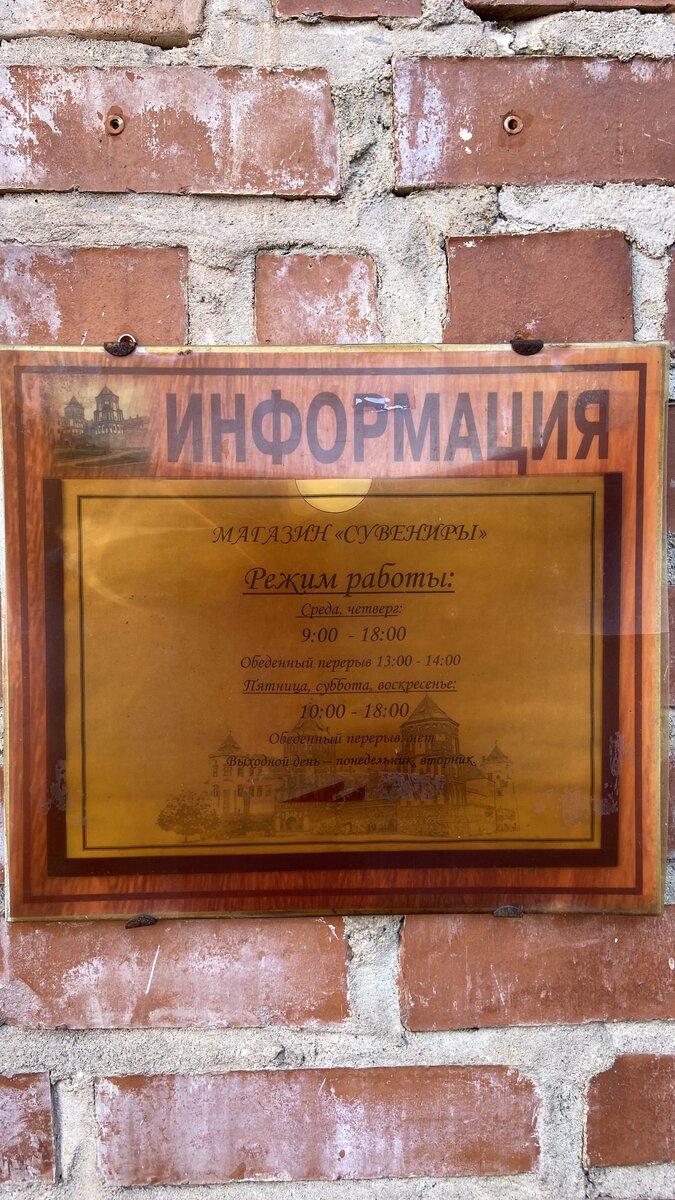 ИНФОРМАЦИЯ
МАГАЗИН «СУВЕНИРЫ»
Режим работы:
Среда, четверг:
9:00 - 18:00
Обеденный перерыв 13:00 - 14:00
Пятница, суббота, воскресенье:
10:00 - 18:00
Обеденный перерыв: нет
Выходной день – понедельник, вторник.